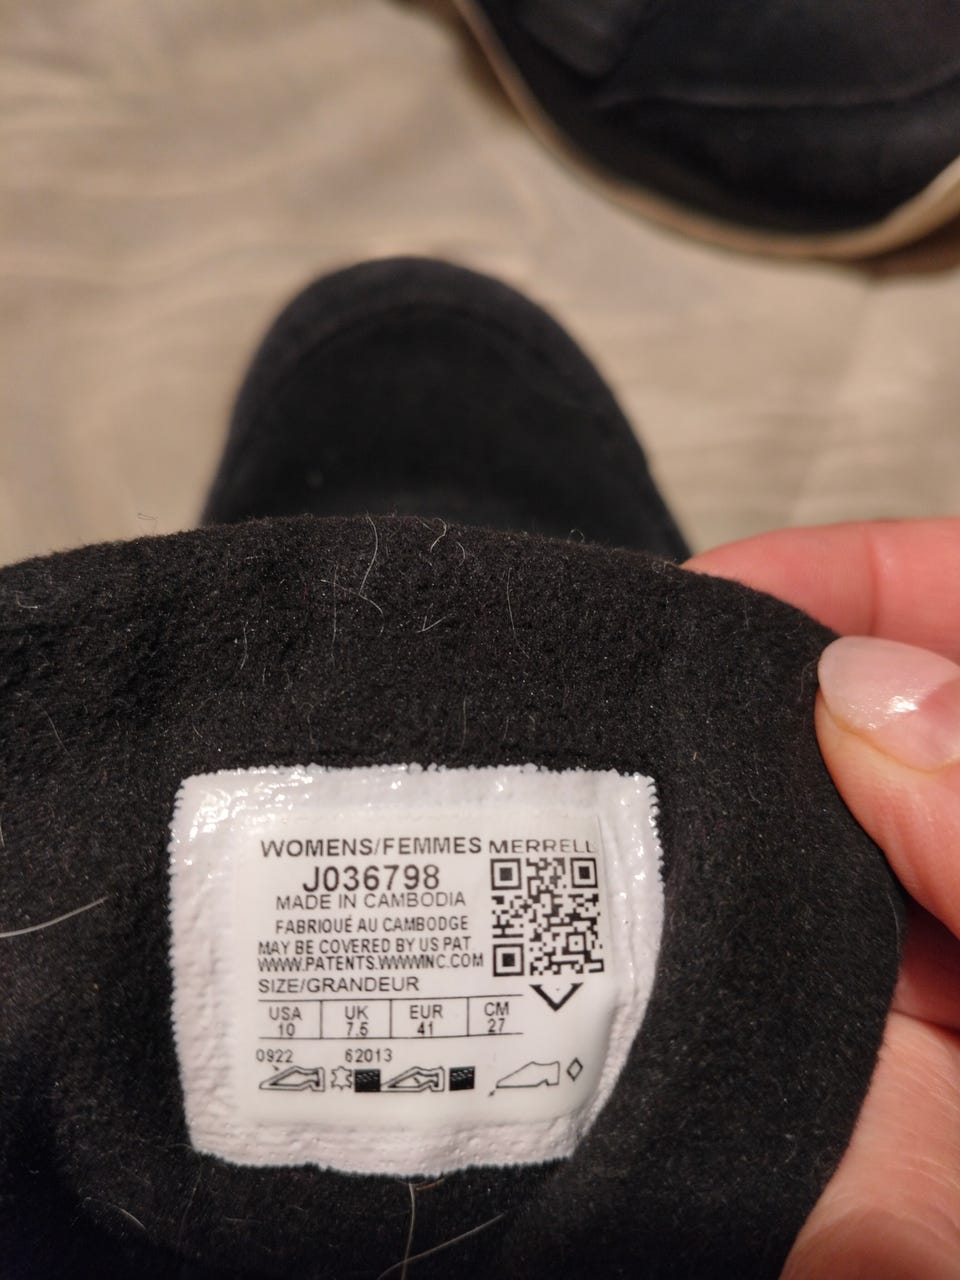 WOMENS/FEMMES MERRELL
J036798
MADE IN CAMBODIA
FABRIQUÉ AU CAMBODGE
MAY BE COVERED BY US PAT
WWW.PATENTS.WWWINC.COM
SIZE/GRANDEUR
USA UK EUR CM
10 7.5 41 27
0922 62013